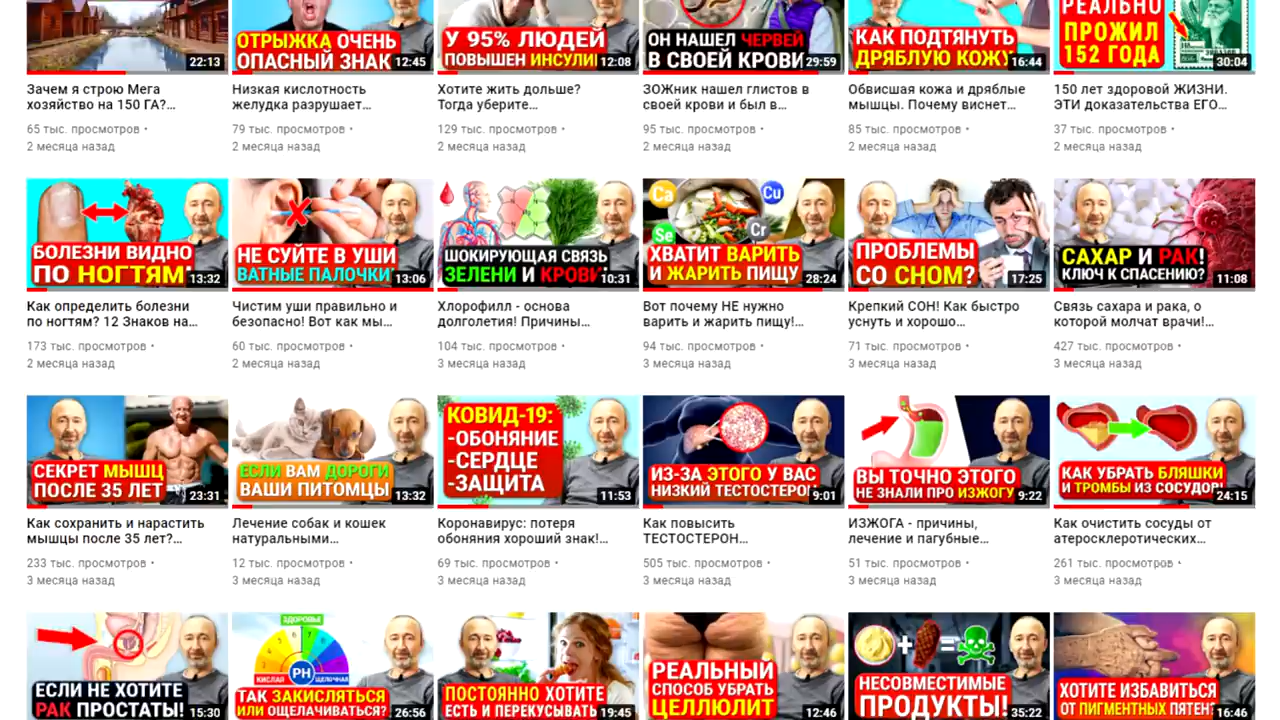 ОТРЫЖКА ОЧЕНЬ
ОПАСНЫЙ ЗНАК
У 95% ЛЮДЕЙ
ПОВЫШЕН ИНСУЛИ
ОН НАШЕЛ ЧЕРВЕЙ
В СВОЕЙ КРОВИ
КАК ПОДТЯНУТЬ
ДРЯБЛУЮ КОЖУ
РЕАЛЬНО
ПРОЖИЛ
152 ГОДА
22:13
12:45
12:08
29:59
16:44
30:04
Зачем я строю Мега
хозяйство на 150 ГА?...
65 тыс. просмотров •
2 месяца назад
Низкая кислотность
желудка разрушает...
79 тыс. просмотров •
2 месяца назад
Хотите жить дольше?
Тогда уберите...
129 тыс. просмотров •
2 месяца назад
ЗОЖник нашел глистов в
своей крови и был в...
95 тыс. просмотров •
2 месяца назад
Обвисшая кожа и дряблые
мышцы. Почему виснет...
85 тыс. просмотров •
2 месяца назад
150 лет здоровой ЖИЗНИ.
ЭТИ доказательства ЕГО...
37 тыс. просмотров •
2 месяца назад
БОЛЕЗНИ ВИДНО
ПО НОГТЯМ
13:32
Как определить болезни
по ногтям? 12 Знаков на...
173 тыс. просмотров •
2 месяца назад
НЕ СУЙТЕ В УШИ
ВАТНЫЕ ПАЛОЧКИ
13:06
Чистим уши правильно и
безопасно! Вот как мы...
60 тыс. просмотров •
2 месяца назад
ШОКИРУЮЩАЯ СВЯЗЬ
ЗЕЛЕНИ И КРОВИ
10:31
Хлорофилл - основа
долголетия! Причины...
104 тыс. просмотров •
3 месяца назад
Ca
Cu
Se
Cr
ХВАТИТ ВАРИТЬ
И ЖАРИТЬ ПИЩУ
28:24
Вот почему НЕ нужно
варить и жарить пищу!...
94 тыс. просмотров •
3 месяца назад
ПРОБЛЕМЫ
СО СНОМ?
17:25
Крепкий СОН! Как быстро
уснуть и хорошо...
71 тыс. просмотров •
3 месяца назад
САХАР И РАК!
КЛЮЧ К СПАСЕНИЮ?
11:08
Связь сахара и рака, о
которой молчат врачи!...
427 тыс. просмотров •
3 месяца назад
СЕКРЕТ МЫШЦ
ПОСЛЕ 35 ЛЕТ
23:31
Как сохранить и нарастить
мышцы после 35 лет?...
233 тыс. просмотров •
3 месяца назад
ЕСЛИ ВАМ ДОРОГИ
ВАШИ ПИТОМЦЫ
13:32
Лечение собак и кошек
натуральными...
12 тыс. просмотров •
3 месяца назад
КОВИД-19:
-ОБОНЯНИЕ
-СЕРДЦЕ
-ЗАЩИТА
11:53
Коронавирус: потеря
обоняния хороший знак!...
69 тыс. просмотров •
3 месяца назад
ИЗ-ЗА ЭТОГО У ВАС
НИЗКИЙ ТЕСТОСТЕРО
9:01
Как повысить
ТЕСТОСТЕРОН...
505 тыс. просмотров •
3 месяца назад
ВЫ ТОЧНО ЭТОГО
НЕ ЗНАЛИ ПРО ИЗЖОГУ
9:22
ИЗЖОГА - причины,
лечение и пагубные...
51 тыс. просмотров •
3 месяца назад
КАК УБРАТЬ БЛЯШКИ
И ТРОМБЫ ИЗ СОСУДОВ!
24:15
Как очистить сосуды от
атеросклеротических...
261 тыс. просмотров •
3 месяца назад
ЕСЛИ НЕ ХОТИТЕ
РАК ПРОСТАТЫ!
15:30
ЗДОРОВЬЕ
7
PH
КИСЛАЯ
ЩЕЛОЧНАЯ
ТАК ЗАКИСЛЯТЬСЯ
ИЛИ ОЩЕЛАЧИВАТЬСЯ?
26:56
ПОСТОЯННО ХОТИТЕ
ЕСТЬ И ПЕРЕКУСЫВАТЬ
19:45
РЕАЛЬНЫЙ
СПОСОБ УБРАТЬ
ЦЕЛЛЮЛИТ
12:46
НЕСОВМЕСТИМЫЕ
ПРОДУКТЫ!
35:22
ХОТИТЕ ИЗБАВИТЬСЯ
ОТ ПИГМЕНТНЫХ ПЯТЕН
16:46